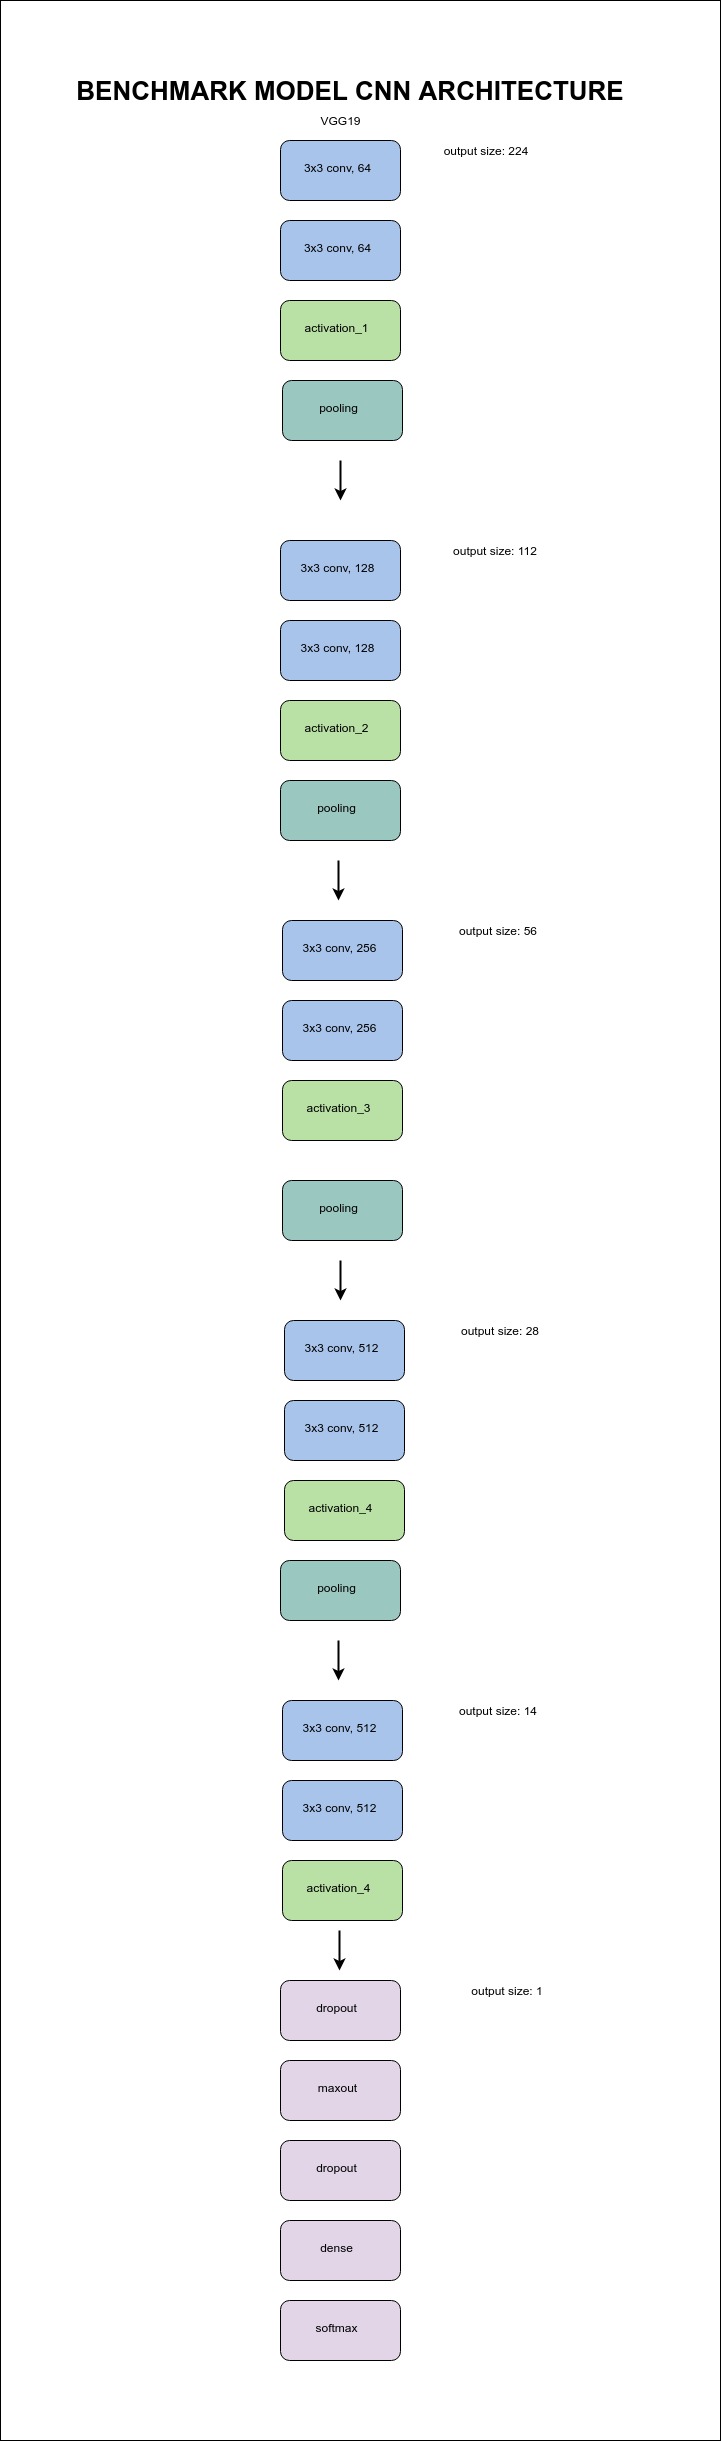 BENCHMARK MODEL CNN ARCHITECTURE
VGG19
3x3 conv, 64
output size: 224
3x3 conv, 64
activation_1
pooling
3x3 conv, 128
output size: 112
3x3 conv, 128
activation_2
pooling
3x3 conv, 256
output size: 56
3x3 conv, 256
activation_3
pooling
3x3 conv, 512
output size: 28
3x3 conv, 512
activation_4
pooling
3x3 conv, 512
output size: 14
3x3 conv, 512
activation_4
dropout
output size: 1
maxout
dropout
dense
softmax